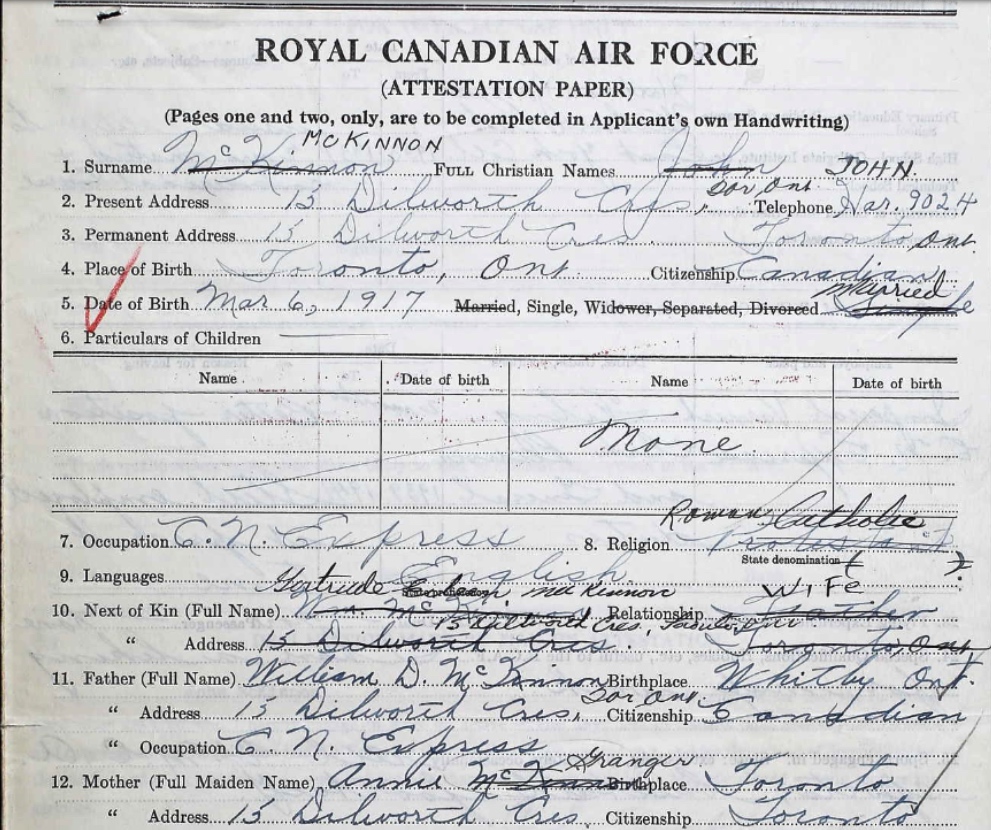 ROYAL CANADIAN AIR FORCE
(ATTESTATION PAPER)
(Pages one and two, only, are to be completed in Applicant's own Handwriting)
MCKINNON
1. Surname McKinnon FULL Christian Names John JOHN.
Tor, Ont
2. Present Address 15 Dilworth Cres, Telephone Har. 9024
3. Permanent Address 15 Dilworth Cres. Toronto, Ont.
4. Place of Birth Toronto, Ont. Citizenship Canadian
Married
5. Date of Birth Mar 6, 1917 Married, Single, Widower, Separated, Divorced Single
6. Particulars of Children
Name Date of birth Name Date of birth
None
Roman Catholic
7. Occupation C. N. Express 8. Religion Protestant
State denomination
9. Languages English
Gertrude McKinnon WIFE
10. Next of Kin (Full Name) Wm. McKinnon Relationship Father
15 Dilworth Cres,
" Address 15 Dilworth Cres. Toronto, Ont
11. Father (Full Name) William D. McKinnon Birthplace Whitby Ont.
Tor Ont.
" Address 15 Dilworth Cres, Citizenship Canadian
" Occupation C. N. Express
Granger
12. Mother (Full Maiden Name) Annie McKinnon Birthplace Toronto
" Address 15 Dilworth Cres, Citizenship Toronto